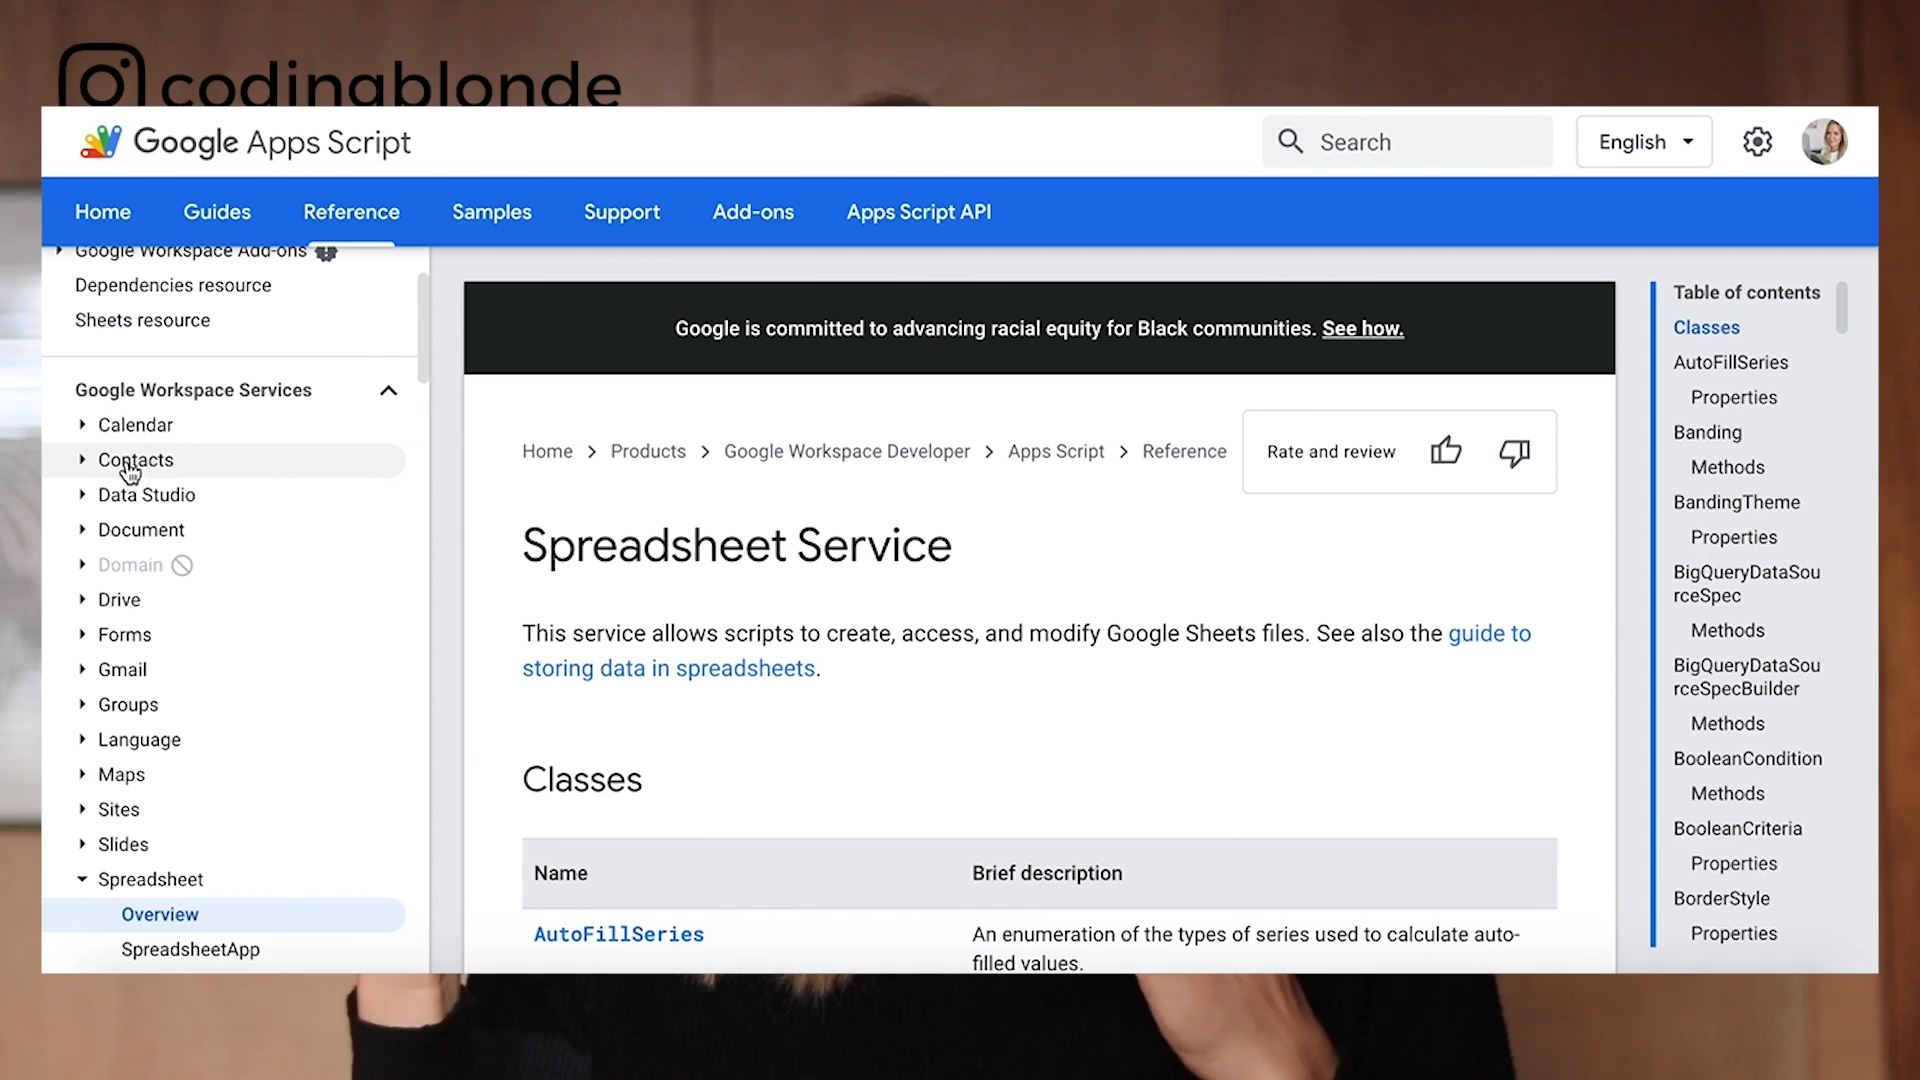 codingblonde
Google Apps Script
Search
English
Home
Guides
Reference
Samples
Support
Add-ons
Apps Script API
Google Workspace Add-ons
Dependencies resource
Sheets resource
Google Workspace Services
Calendar
Contacts
Data Studio
Document
Domain
Drive
Forms
Gmail
Groups
Language
Maps
Sites
Slides
Spreadsheet
Overview
SpreadsheetApp
Google is committed to advancing racial equity for Black communities. See how.
Home > Products > Google Workspace Developer > Apps Script > Reference
Rate and review
Spreadsheet Service
This service allows scripts to create, access, and modify Google Sheets files. See also the guide to
storing data in spreadsheets.
Classes
Name
Brief description
AutoFillSeries
An enumeration of the types of series used to calculate auto-
filled values.
Table of contents
Classes
AutoFillSeries
Properties
Banding
Methods
BandingTheme
Properties
BigQueryDataSou
rceSpec
Methods
BigQueryDataSou
rceSpecBuilder
Methods
BooleanCondition
Methods
BooleanCriteria
Properties
BorderStyle
Properties